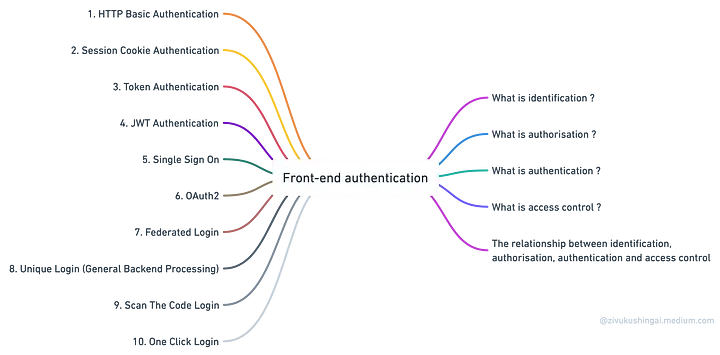 1. HTTP Basic Authentication
2. Session Cookie Authentication
3. Token Authentication
4. JWT Authentication
5. Single Sign On
6. OAuth2
7. Federated Login
8. Unique Login (General Backend Processing)
9. Scan The Code Login
10. One Click Login
Front-end authentication
What is identification ?
What is authorisation ?
What is authentication ?
What is access control ?
The relationship between identification,
authorisation, authentication and access control
@zivukushingai.medium.com